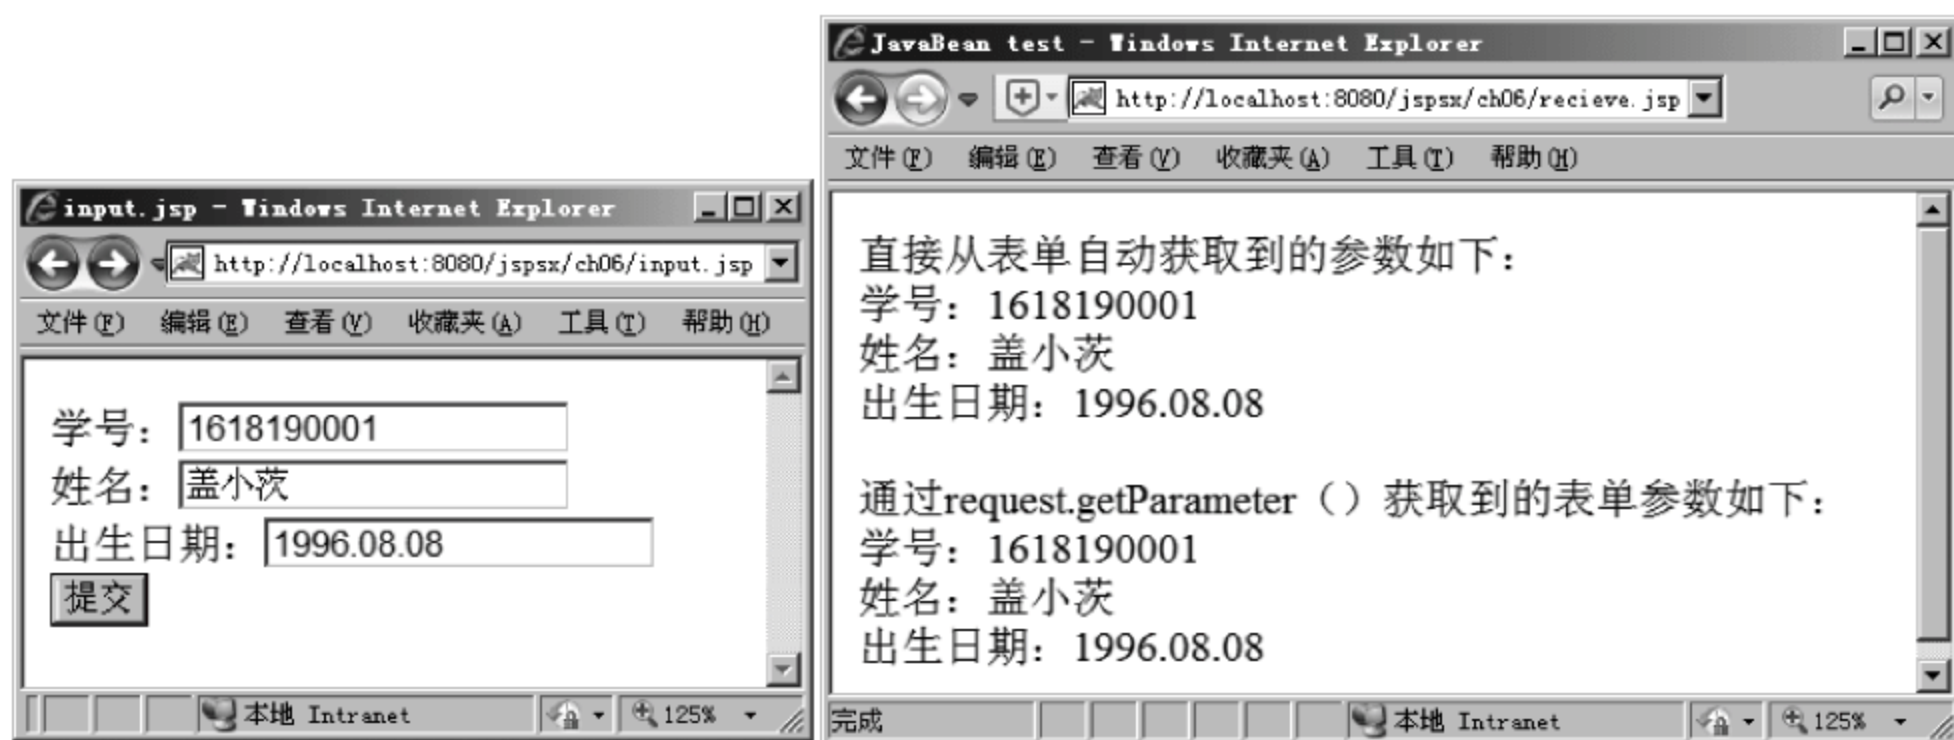 input.jsp - Windows Internet Explorer
http://localhost:8080/jspsx/ch06/input.jsp
文件(F) 编辑(E) 查看(V) 收藏夹(A) 工具(T) 帮助(H)
学号：1618190001
姓名：盖小茨
出生日期：1996.08.08
提交
本地 Intranet 125%
JavaBean test - Windows Internet Explorer
http://localhost:8080/jspsx/ch06/recieve.jsp
文件(F) 编辑(E) 查看(V) 收藏夹(A) 工具(T) 帮助(H)
直接从表单自动获取到的参数如下：
学号：1618190001
姓名：盖小茨
出生日期：1996.08.08
通过request.getParameter（）获取到的表单参数如下：
学号：1618190001
姓名：盖小茨
出生日期：1996.08.08
完成 本地 Intranet 125%